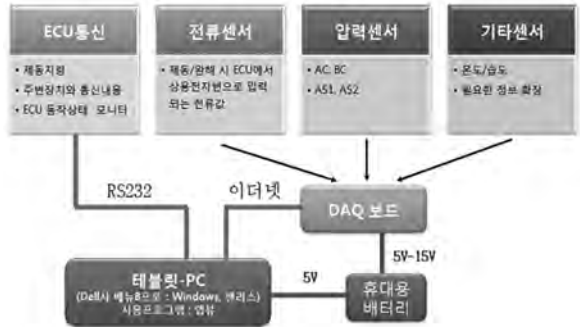 ECU통신
• 제동지령
• 주변장치와 통신내용
• ECU 동작상태 모니터
전류센서
• 제동/완해 시 ECU에서
상용전자변으로 입력
되는 전류값
압력센서
• AC, BC
• AS1, AS2
기타센서
• 온도/습도
• 필요한 정보 확장
RS232
이더넷
DAQ 보드
5V-15V
테블릿-PC
(Dell사 베뉴8프로 : Windows, 팬리스)
사용프로그램 : 랩뷰
5V
휴대용
배터리